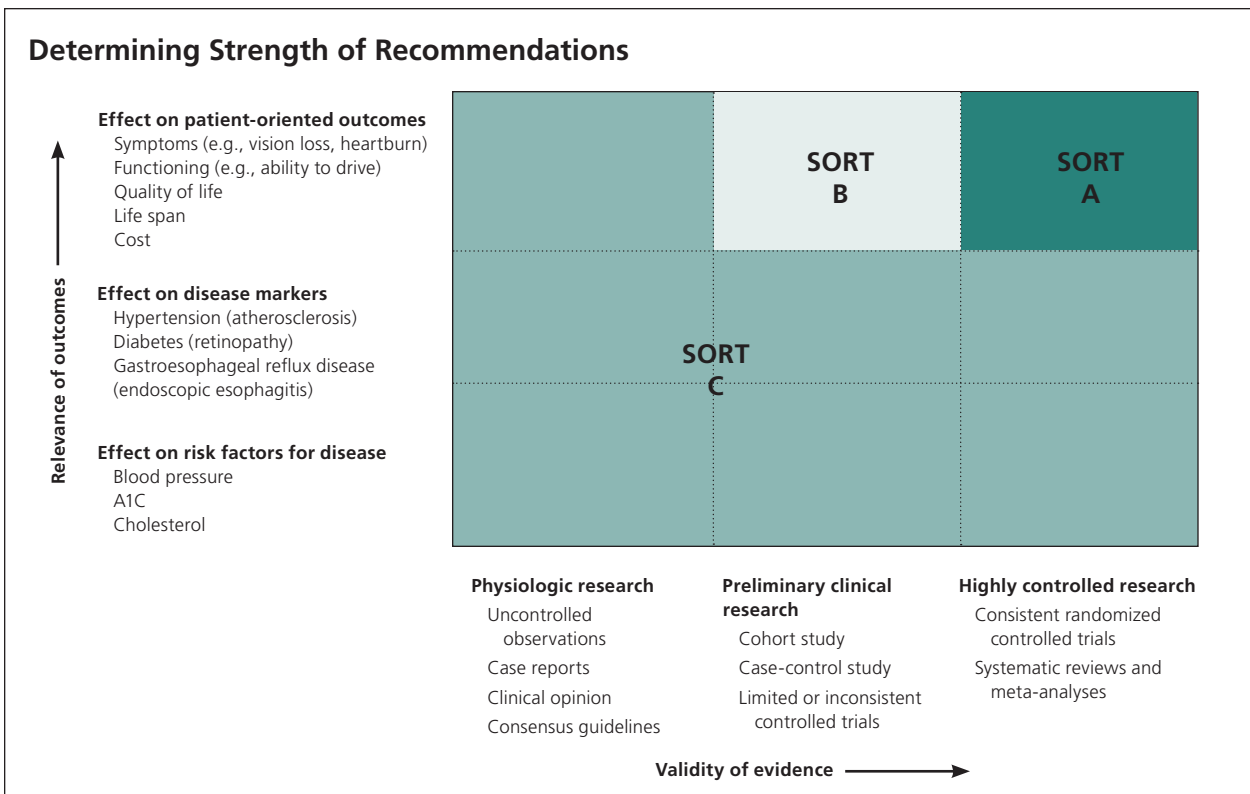 Determining Strength of Recommendations
Relevance of outcomes
Effect on patient-oriented outcomes
Symptoms (e.g., vision loss, heartburn)
Functioning (e.g., ability to drive)
Quality of life
Life span
Cost
Effect on disease markers
Hypertension (atherosclerosis)
Diabetes (retinopathy)
Gastroesophageal reflux disease
(endoscopic esophagitis)
Effect on risk factors for disease
Blood pressure
A1C
Cholesterol
SORT
B
SORT
A
SORT
C
Physiologic research
Uncontrolled
observations
Case reports
Clinical opinion
Consensus guidelines
Preliminary clinical
research
Cohort study
Case-control study
Limited or inconsistent
controlled trials
Highly controlled research
Consistent randomized
controlled trials
Systematic reviews and
meta-analyses
Validity of evidence